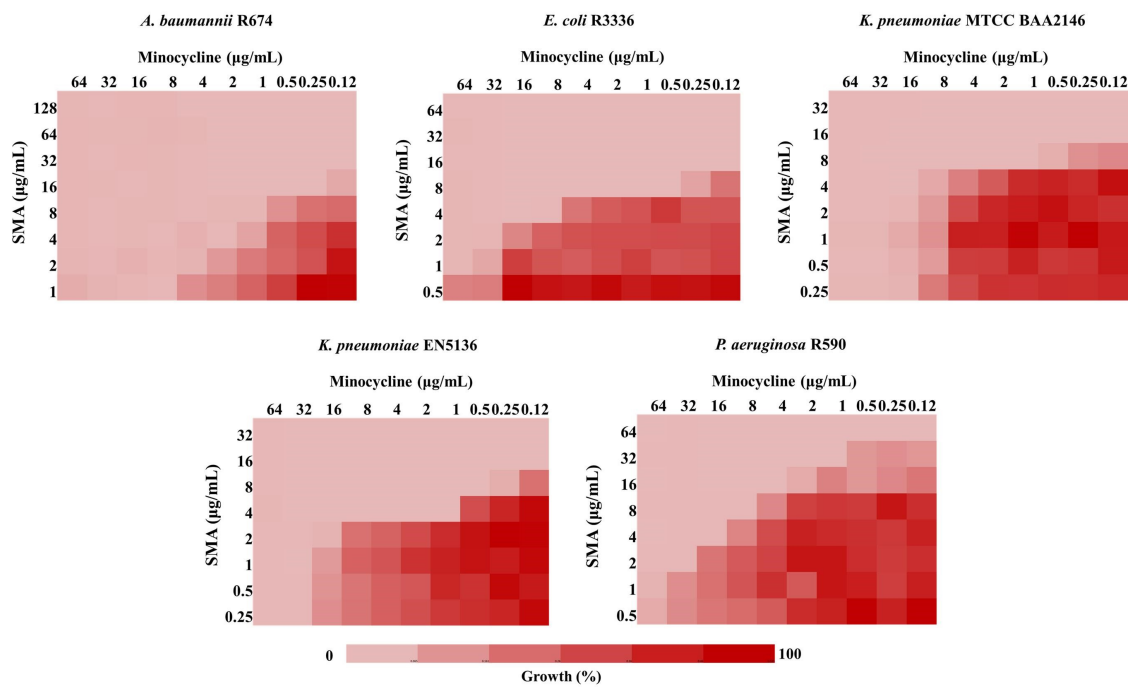 A. baumannii R674
Minocycline (µg/mL)
64 32 16 8 4 2 1 0.5 0.25 0.12
SMA (µg/mL)
128
64
32
16
8
4
2
1
E. coli R3336
Minocycline (µg/mL)
64 32 16 8 4 2 1 0.5 0.25 0.12
SMA (µg/mL)
64
32
16
8
4
2
1
0.5
K. pneumoniae MTCC BAA2146
Minocycline (µg/mL)
64 32 16 8 4 2 1 0.5 0.25 0.12
SMA (µg/mL)
32
16
8
4
2
1
0.5
0.25
K. pneumoniae EN5136
Minocycline (µg/mL)
64 32 16 8 4 2 1 0.5 0.25 0.12
SMA (µg/mL)
32
16
8
4
2
1
0.5
0.25
P. aeruginosa R590
Minocycline (µg/mL)
64 32 16 8 4 2 1 0.5 0.25 0.12
SMA (µg/mL)
64
32
16
8
4
2
1
0.5
0 100
Growth (%)